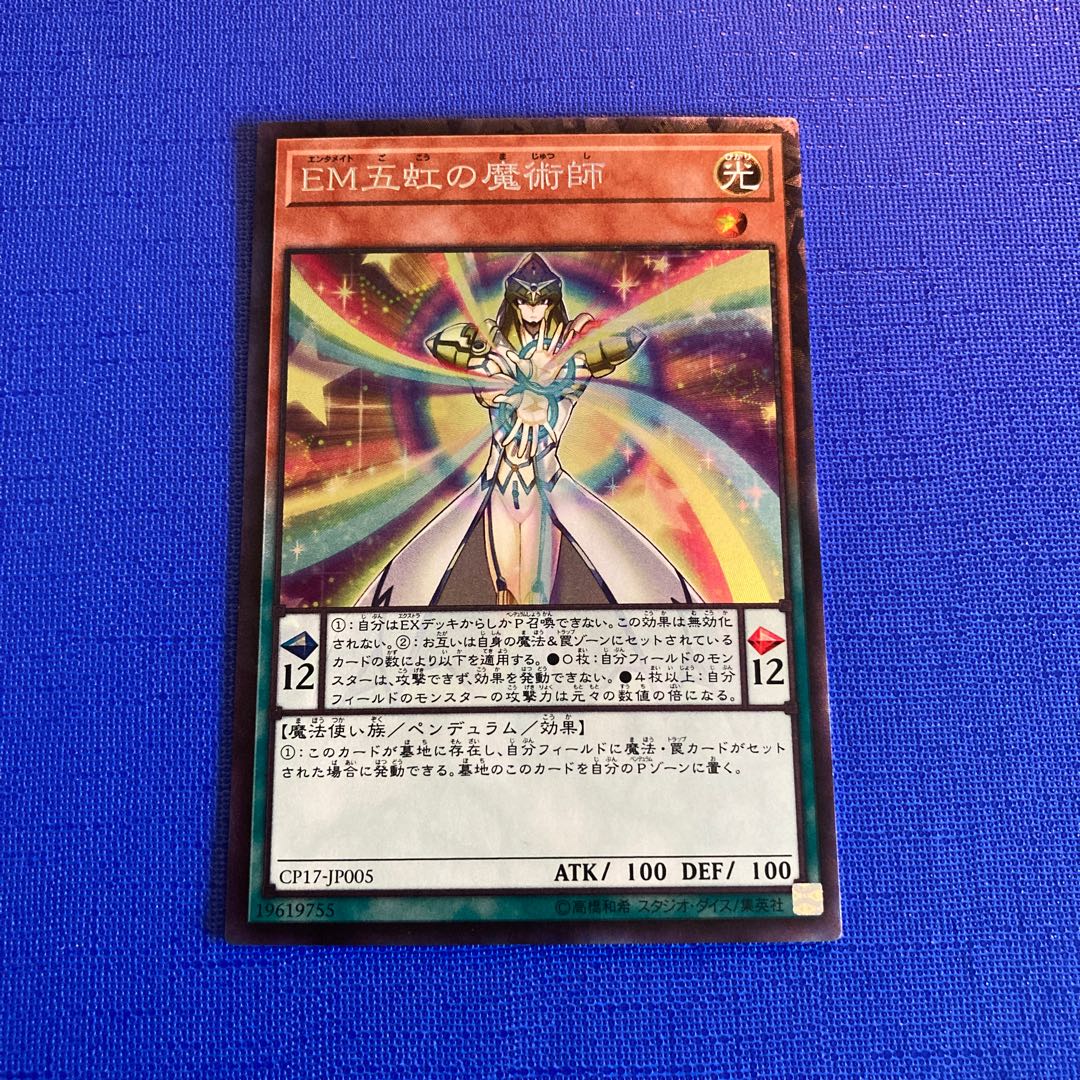 EM五虹の魔術師
光
①：自分はEXデッキからしかP召喚できない。この効果は無効化
されない。②：お互いは自身の魔法&罠ゾーンにセットされている
カードの数により以下を適用する。●０枚：自分フィールドのモン
スターは、攻撃できず、効果を発動できない。●４枚以上：自分
フィールドのモンスターの攻撃力は元々の数値の倍になる。
12
12
【魔法使い族／ペンデュラム／効果】
①：このカードが墓地に存在し、自分フィールドに魔法・罠カードがセット
された場合に発動できる。墓地のこのカードを自分のPゾーンに置く。
CP17-JP005
ATK/ 100 DEF/ 100
19619755
©高橋和希 スタジオ・ダイス/集英社